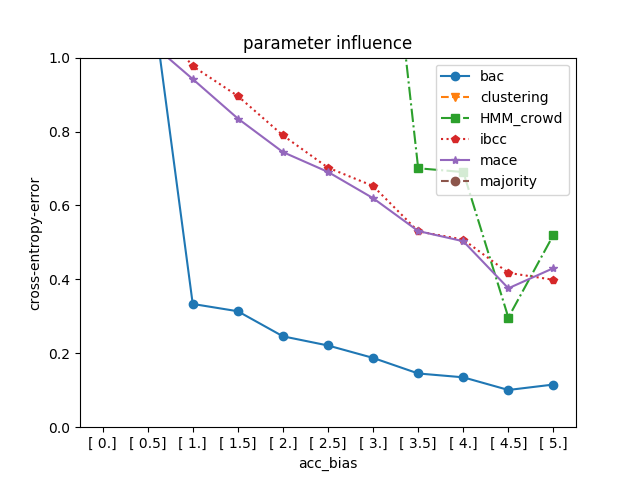 parameter influence
1.0
0.8
0.6
0.4
0.2
0.0
cross-entropy-error
bac
clustering
HMM_crowd
ibcc
mace
majority
[ 0.] [ 0.5] [ 1.] [ 1.5] [ 2.] [ 2.5] [ 3.] [ 3.5] [ 4.] [ 4.5] [ 5.]
acc_bias